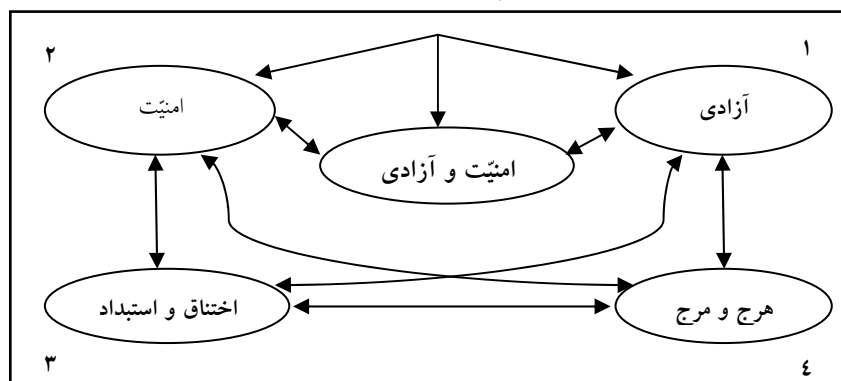 ۱
۲
آزادی
امنیّت
امنیّت و آزادی
هرج و مرج
اختناق و استبداد
٤
۳